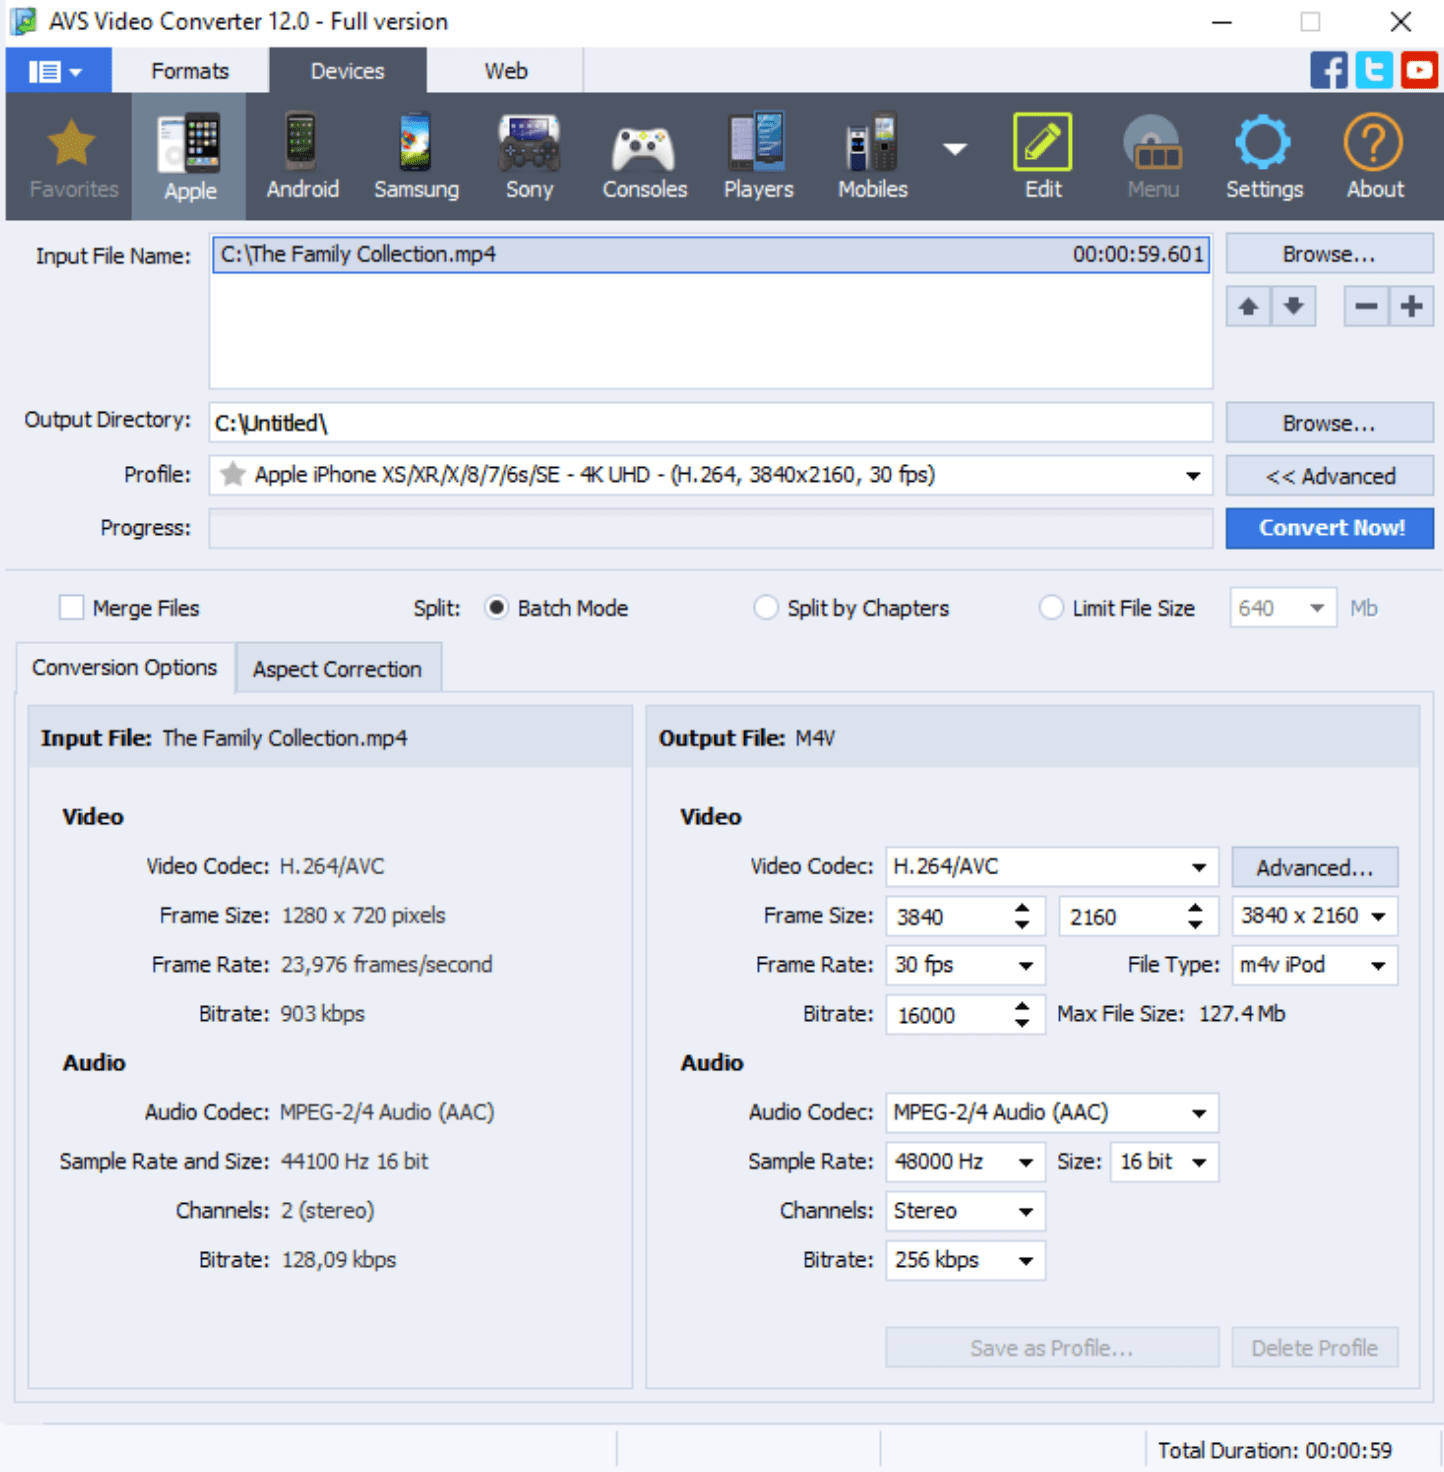 AVS Video Converter 12.0 - Full version
Formats Devices Web
Favorites Apple Android Samsung Sony Consoles Players Mobiles Edit Menu Settings About
Input File Name: C:\The Family Collection.mp4 00:00:59.601 Browse...
Output Directory: C:\Untitled\ Browse...
Profile: Apple iPhone XS/XR/X/8/7/6s/SE - 4K UHD - (H.264, 3840x2160, 30 fps) << Advanced
Progress: Convert Now!
Merge Files Split: Batch Mode Split by Chapters Limit File Size 640 Mb
Conversion Options Aspect Correction
Input File: The Family Collection.mp4
Video
Video Codec: H.264/AVC
Frame Size: 1280 x 720 pixels
Frame Rate: 23,976 frames/second
Bitrate: 903 kbps
Audio
Audio Codec: MPEG-2/4 Audio (AAC)
Sample Rate and Size: 44100 Hz 16 bit
Channels: 2 (stereo)
Bitrate: 128,09 kbps
Output File: M4V
Video
Video Codec: H.264/AVC Advanced...
Frame Size: 3840 2160 3840 x 2160
Frame Rate: 30 fps File Type: m4v iPod
Bitrate: 16000 Max File Size: 127.4 Mb
Audio
Audio Codec: MPEG-2/4 Audio (AAC)
Sample Rate: 48000 Hz Size: 16 bit
Channels: Stereo
Bitrate: 256 kbps
Save as Profile... Delete Profile
Total Duration: 00:00:59